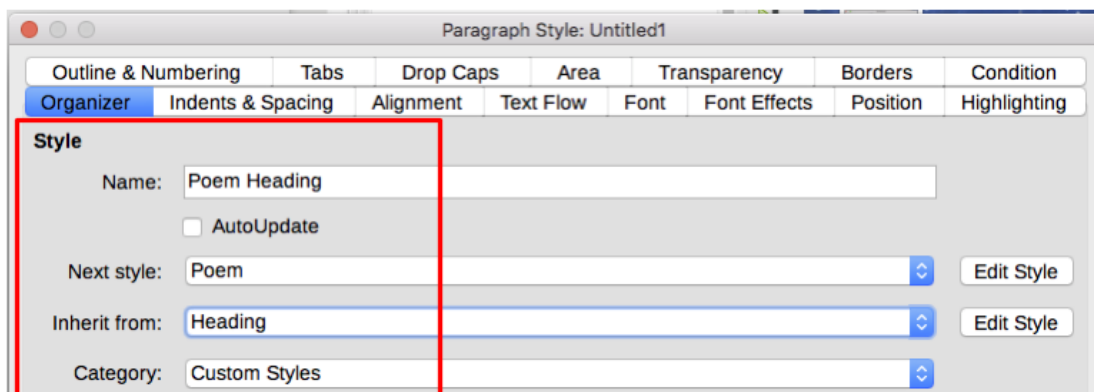 Paragraph Style: Untitled1
Outline & Numbering Tabs Drop Caps Area Transparency Borders Condition
Organizer Indents & Spacing Alignment Text Flow Font Font Effects Position Highlighting
Style
Name: Poem Heading
AutoUpdate
Next style: Poem Edit Style
Inherit from: Heading Edit Style
Category: Custom Styles